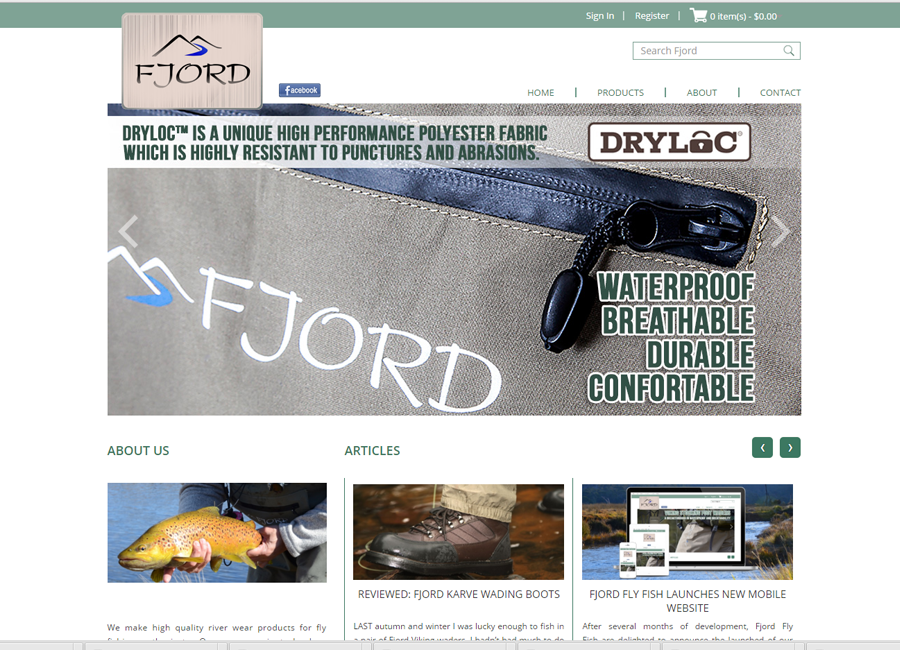 Sign In | Register | 0 item(s) - $0.00
FJORD
Search Fjord
facebook
HOME | PRODUCTS | ABOUT | CONTACT
DRYLOC™ IS A UNIQUE HIGH PERFORMANCE POLYESTER FABRIC
WHICH IS HIGHLY RESISTANT TO PUNCTURES AND ABRASIONS.
DRYLOC®
FJORD
WATERPROOF
BREATHABLE
DURABLE
CONFORTABLE
ABOUT US
ARTICLES
We make high quality river wear products for fly
REVIEWED: FJORD KARVE WADING BOOTS
LAST autumn and winter I was lucky enough to fish in
a pair of Fjord Viking waders. I hadn't had much to do
FJORD FLY FISH LAUNCHES NEW MOBILE
WEBSITE
After several months of development, Fjord Fly
Fish are delighted to announce the launched of our